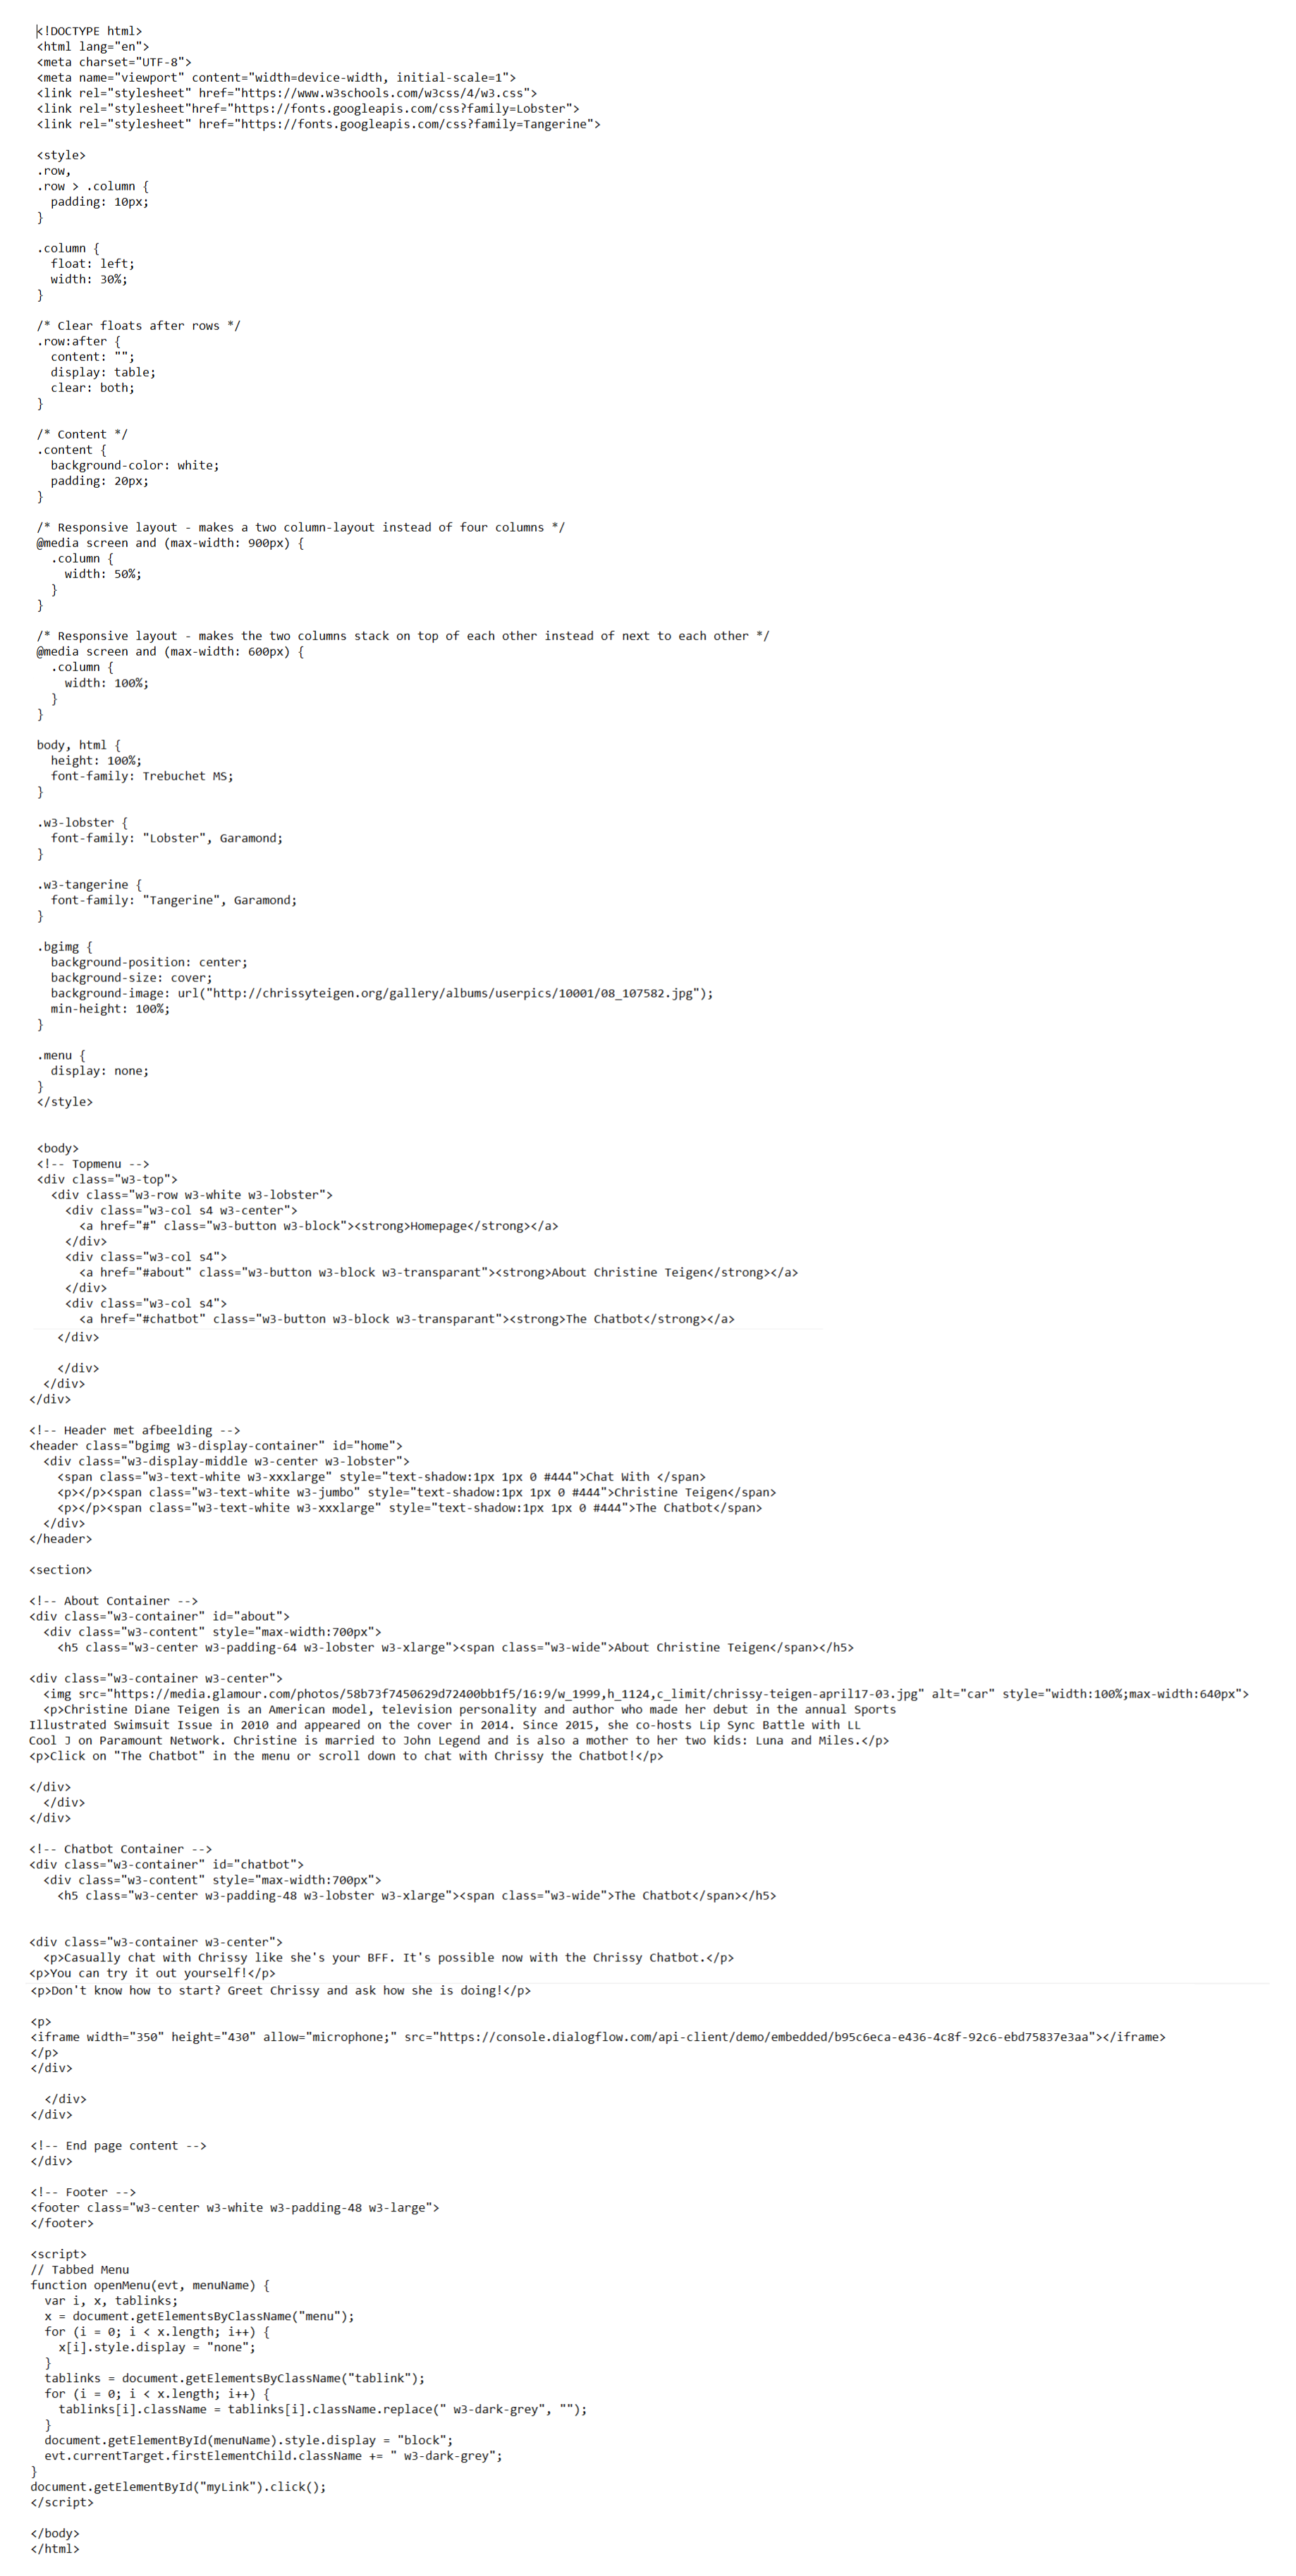 <!DOCTYPE html>
<html lang="en">
<meta charset="UTF-8">
<meta name="viewport" content="width=device-width, initial-scale=1">
<link rel="stylesheet" href="https://www.w3schools.com/w3css/4/w3.css">
<link rel="stylesheet"href="https://fonts.googleapis.com/css?family=Lobster">
<link rel="stylesheet" href="https://fonts.googleapis.com/css?family=Tangerine">

<style>
.row,
.row > .column {
  padding: 10px;
}

.column {
  float: left;
  width: 30%;
}

/* Clear floats after rows */
.row:after {
  content: "";
  display: table;
  clear: both;
}

/* Content */
.content {
  background-color: white;
  padding: 20px;
}

/* Responsive layout - makes a two column-layout instead of four columns */
@media screen and (max-width: 900px) {
  .column {
    width: 50%;
  }
}

/* Responsive layout - makes the two columns stack on top of each other instead of next to each other */
@media screen and (max-width: 600px) {
  .column {
    width: 100%;
  }
}

body, html {
  height: 100%;
  font-family: Trebuchet MS;
}

.w3-lobster {
  font-family: "Lobster", Garamond;
}

.w3-tangerine {
  font-family: "Tangerine", Garamond;
}

.bgimg {
  background-position: center;
  background-size: cover;
  background-image: url("http://chrissyteigen.org/gallery/albums/userpics/10001/08_107582.jpg");
  min-height: 100%;
}

.menu {
  display: none;
}
</style>

<body>
<!-- Topmenu -->
<div class="w3-top">
  <div class="w3-row w3-white w3-lobster">
    <div class="w3-col s4 w3-center">
      <a href="#" class="w3-button w3-block"><strong>Homepage</strong></a>
    </div>
    <div class="w3-col s4">
      <a href="#about" class="w3-button w3-block w3-transparant"><strong>About Christine Teigen</strong></a>
    </div>
    <div class="w3-col s4">
      <a href="#chatbot" class="w3-button w3-block w3-transparant"><strong>The Chatbot</strong></a>
    </div>

    </div>
  </div>
</div>

<!-- Header met afbeelding -->
<header class="bgimg w3-display-container" id="home">
  <div class="w3-display-middle w3-center w3-lobster">
    <span class="w3-text-white w3-xxxlarge" style="text-shadow:1px 1px 0 #444">Chat With </span>
    <p></p><span class="w3-text-white w3-jumbo" style="text-shadow:1px 1px 0 #444">Christine Teigen</span>
    <p></p><span class="w3-text-white w3-xxxlarge" style="text-shadow:1px 1px 0 #444">The Chatbot</span>
  </div>
</header>

<section>

<!-- About Container -->
<div class="w3-container" id="about">
  <div class="w3-content" style="max-width:700px">
    <h5 class="w3-center w3-padding-64 w3-lobster w3-xlarge"><span class="w3-wide">About Christine Teigen</span></h5>

<div class="w3-container w3-center">
  <img src="https://media.glamour.com/photos/58b73f7450629d72400bb1f5/16:9/w_1999,h_1124,c_limit/chrissy-teigen-april17-03.jpg" alt="car" style="width:100%;max-width:640px">
  <p>Christine Diane Teigen is an American model, television personality and author who made her debut in the annual Sports
Illustrated Swimsuit Issue in 2010 and appeared on the cover in 2014. Since 2015, she co-hosts Lip Sync Battle with LL
Cool J on Paramount Network. Christine is married to John Legend and is also a mother to her two kids: Luna and Miles.</p>
<p>Click on "The Chatbot" in the menu or scroll down to chat with Chrissy the Chatbot!</p>

</div>
  </div>
</div>

<!-- Chatbot Container -->
<div class="w3-container" id="chatbot">
  <div class="w3-content" style="max-width:700px">
    <h5 class="w3-center w3-padding-48 w3-lobster w3-xlarge"><span class="w3-wide">The Chatbot</span></h5>

<div class="w3-container w3-center">
  <p>Casually chat with Chrissy like she's your BFF. It's possible now with the Chrissy Chatbot.</p>
<p>You can try it out yourself!</p>
<p>Don't know how to start? Greet Chrissy and ask how she is doing!</p>

<p>
<iframe width="350" height="430" allow="microphone;" src="https://console.dialogflow.com/api-client/demo/embedded/b95c6eca-e436-4c8f-92c6-ebd75837e3aa"></iframe>
</p>
</div>

  </div>
</div>

<!-- End page content -->
</div>

<!-- Footer -->
<footer class="w3-center w3-white w3-padding-48 w3-large">
</footer>

<script>
// Tabbed Menu
function openMenu(evt, menuName) {
  var i, x, tablinks;
  x = document.getElementsByClassName("menu");
  for (i = 0; i < x.length; i++) {
    x[i].style.display = "none";
  }
  tablinks = document.getElementsByClassName("tablink");
  for (i = 0; i < x.length; i++) {
    tablinks[i].className = tablinks[i].className.replace(" w3-dark-grey", "");
  }
  document.getElementById(menuName).style.display = "block";
  evt.currentTarget.firstElementChild.className += " w3-dark-grey";
}
document.getElementById("myLink").click();
</script>

</body>
</html>